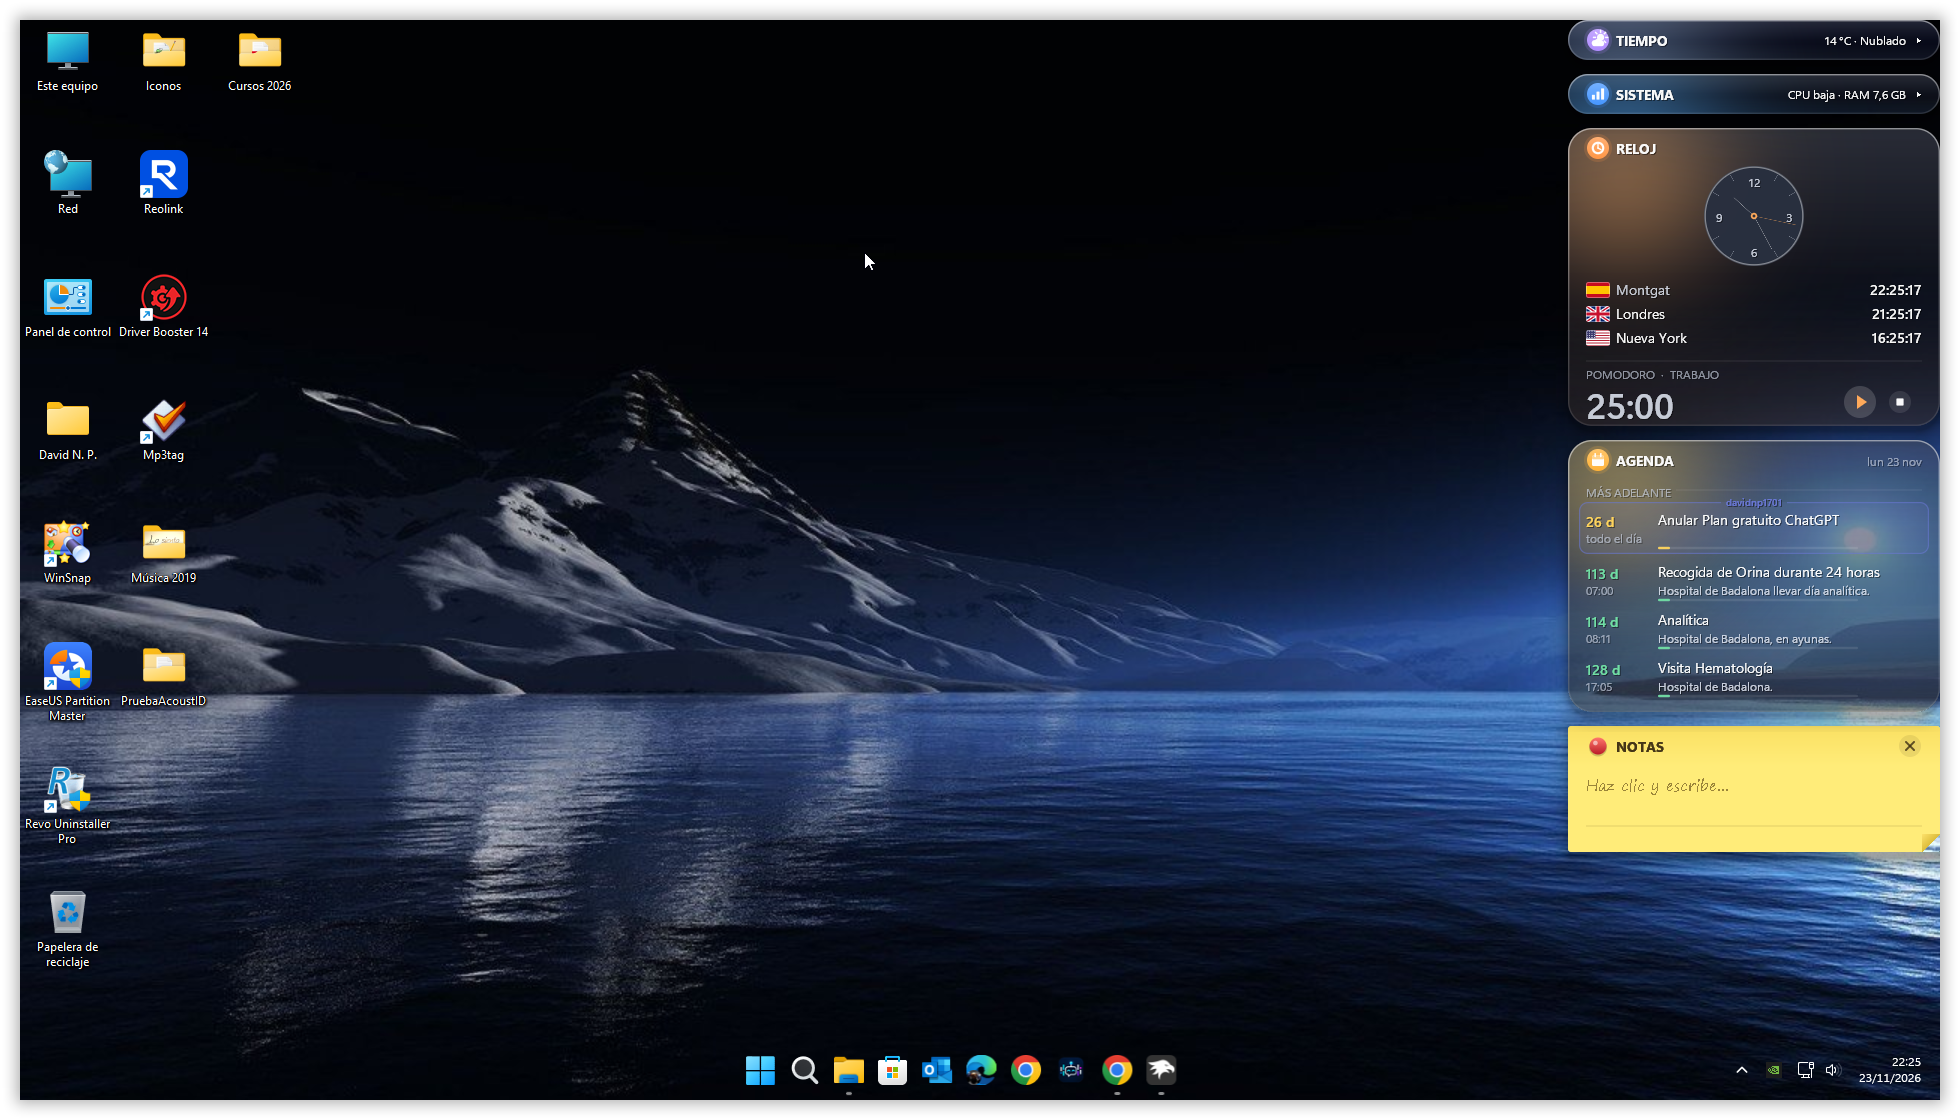 Este equipo
Iconos
Cursos 2026
Red
Reolink
Panel de control
Driver Booster 14
David N. P.
Mp3tag
WinSnap
Lo siento
Música 2019
EaseUS Partition
Master
PruebaAcoustID
Revo Uninstaller
Pro
Papelera de
reciclaje
TIEMPO
14 °C · Nublado
SISTEMA
CPU baja · RAM 7,6 GB
RELOJ
12
9
3
6
Montgat 22:25:17
Londres 21:25:17
Nueva York 16:25:17
POMODORO · TRABAJO
25:00
AGENDA
lun 23 nov
MÁS ADELANTE
davidnp1701
26 d Anular Plan gratuito ChatGPT
todo el día
113 d Recogida de Orina durante 24 horas
07:00 Hospital de Badalona llevar día analítica.
114 d Analítica
08:11 Hospital de Badalona, en ayunas.
128 d Visita Hematología
17:05 Hospital de Badalona.
NOTAS
Haz clic y escribe...
22:25
23/11/2026